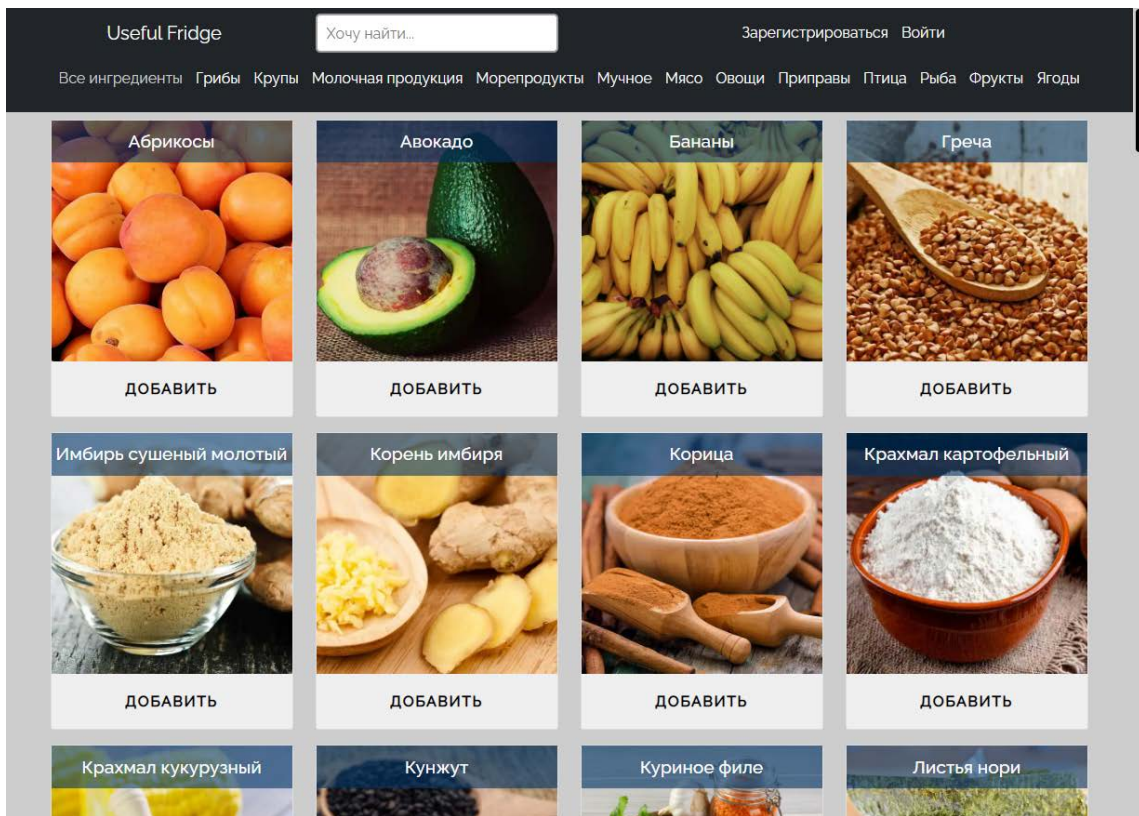 Useful Fridge
Хочу найти...
Зарегистрироваться Войти
Все ингредиенты Грибы Крупы Молочная продукция Морепродукты Мучное Мясо Овощи Приправы Птица Рыба Фрукты Ягоды
Абрикосы
Авокадо
Бананы
Греча
ДОБАВИТЬ
ДОБАВИТЬ
ДОБАВИТЬ
ДОБАВИТЬ
Имбирь сушеный молотый
Корень имбиря
Корица
Крахмал картофельный
ДОБАВИТЬ
ДОБАВИТЬ
ДОБАВИТЬ
ДОБАВИТЬ
Крахмал кукурузный
Кунжут
Куриное филе
Листья нори